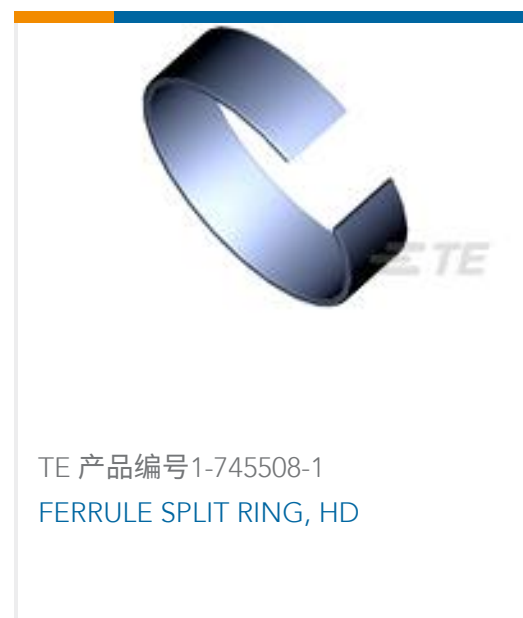 TE
TE 产品编号1-745508-1
FERRULE SPLIT RING, HD